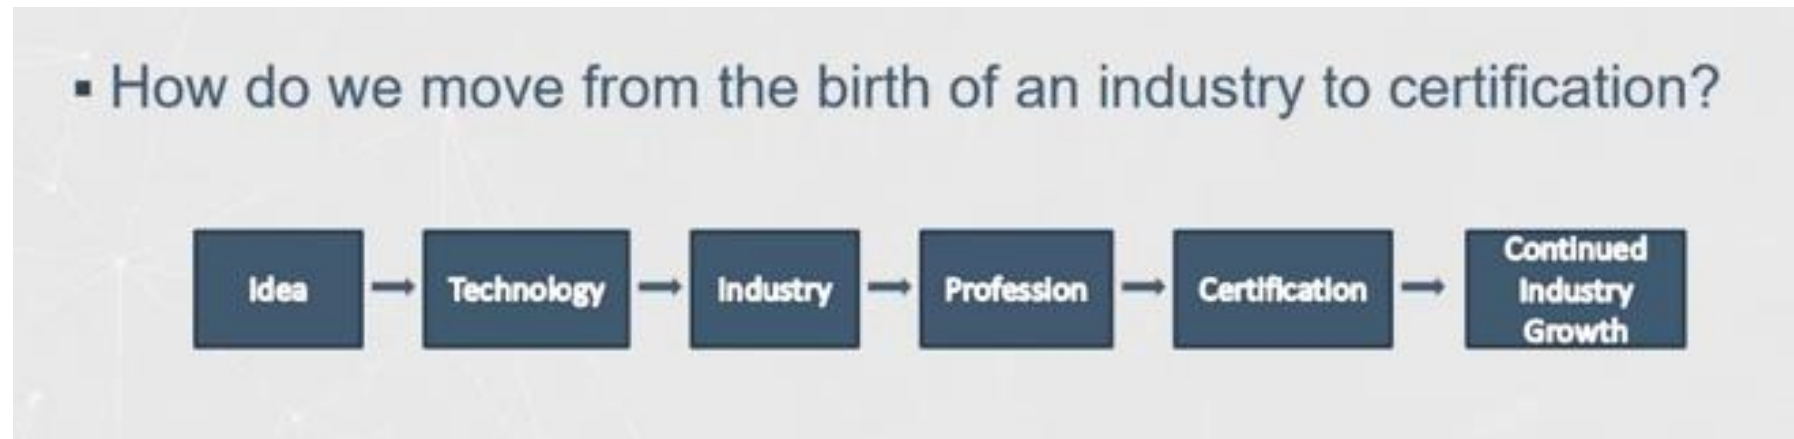 ▪ How do we move from the birth of an industry to certification?
Idea
Technology
Industry
Profession
Certification
Continued
Industry
Growth